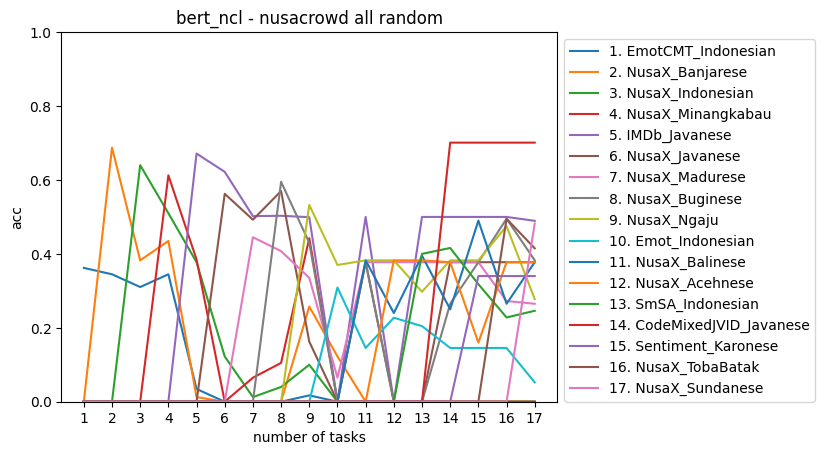 bert_ncl - nusacrowd all random
1.0
0.8
0.6
0.4
0.2
0.0
acc
1 2 3 4 5 6 7 8 9 10 11 12 13 14 15 16 17
number of tasks
1. EmotCMT_Indonesian
2. NusaX_Banjarese
3. NusaX_Indonesian
4. NusaX_Minangkabau
5. IMDb_Javanese
6. NusaX_Javanese
7. NusaX_Madurese
8. NusaX_Buginese
9. NusaX_Ngaju
10. Emot_Indonesian
11. NusaX_Balinese
12. NusaX_Acehnese
13. SmSA_Indonesian
14. CodeMixedJVID_Javanese
15. Sentiment_Karonese
16. NusaX_TobaBatak
17. NusaX_Sundanese